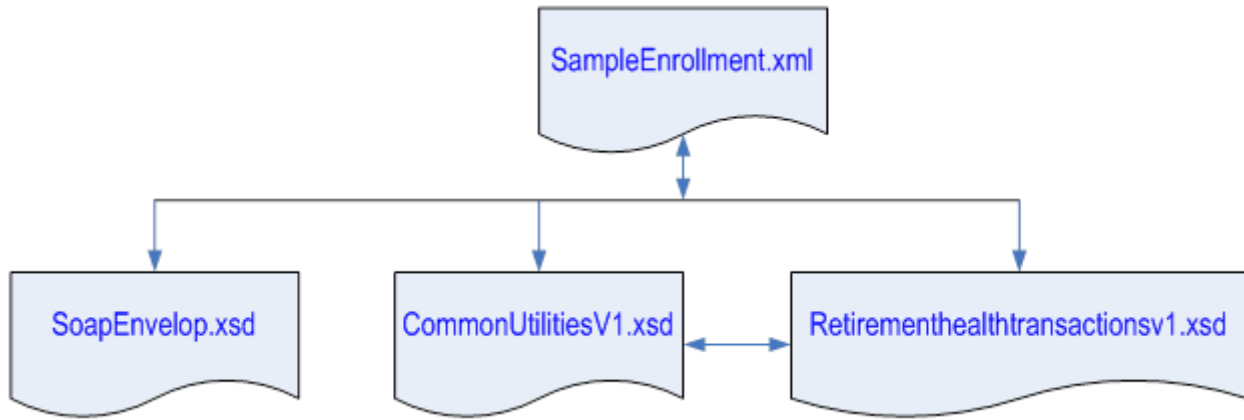 SampleEnrollment.xml
SoapEnvelop.xsd
CommonUtilitiesV1.xsd
Retirementhealthtransactionsv1.xsd